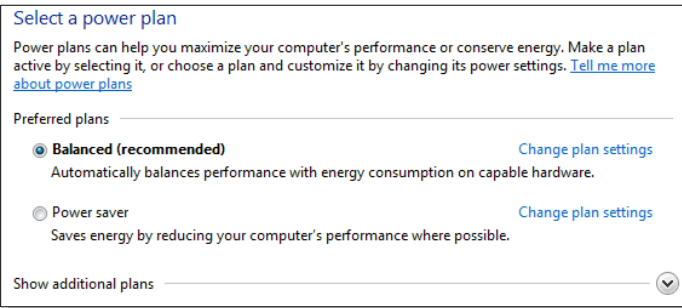 Select a power plan
Power plans can help you maximize your computer's performance or conserve energy. Make a plan
active by selecting it, or choose a plan and customize it by changing its power settings. Tell me more
about power plans
Preferred plans
Balanced (recommended) Change plan settings
Automatically balances performance with energy consumption on capable hardware.
Power saver Change plan settings
Saves energy by reducing your computer's performance where possible.
Show additional plans